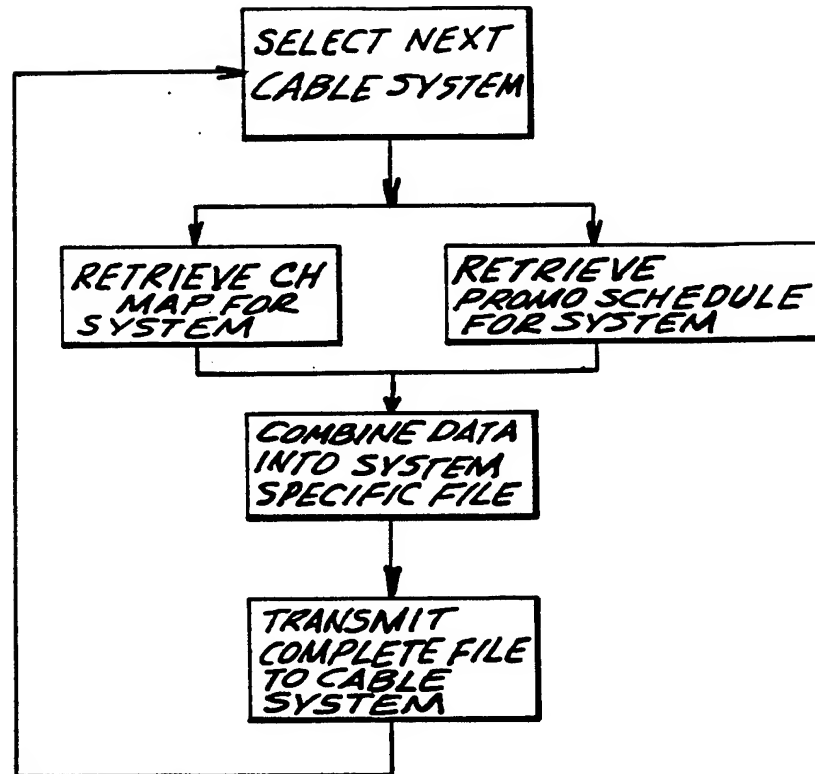 SELECT NEXT
CABLE SYSTEM
RETRIEVE CH
MAP FOR
SYSTEM
RETRIEVE
PROMO SCHEDULE
FOR SYSTEM
COMBINE DATA
INTO SYSTEM
SPECIFIC FILE
TRANSMIT
COMPLETE FILE
TO CABLE
SYSTEM